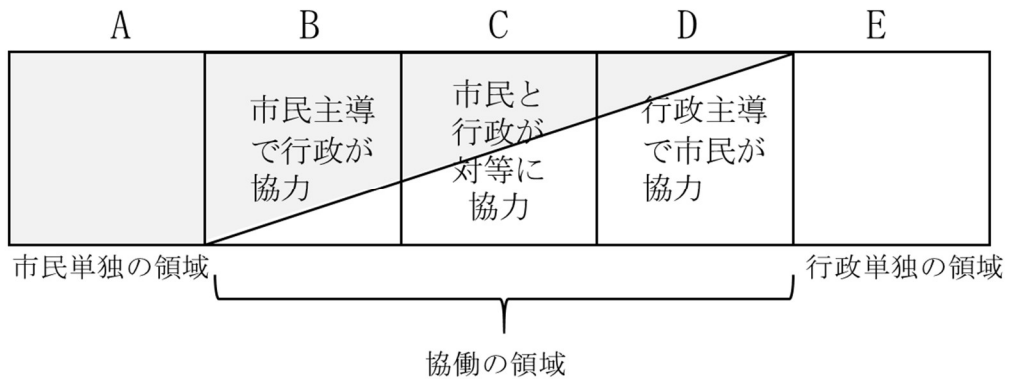 A B C D E
市民主導
で行政が
協力
市民と
行政が
対等に
協力
行政主導
で市民が
協力
市民単独の領域
行政単独の領域
協働の領域